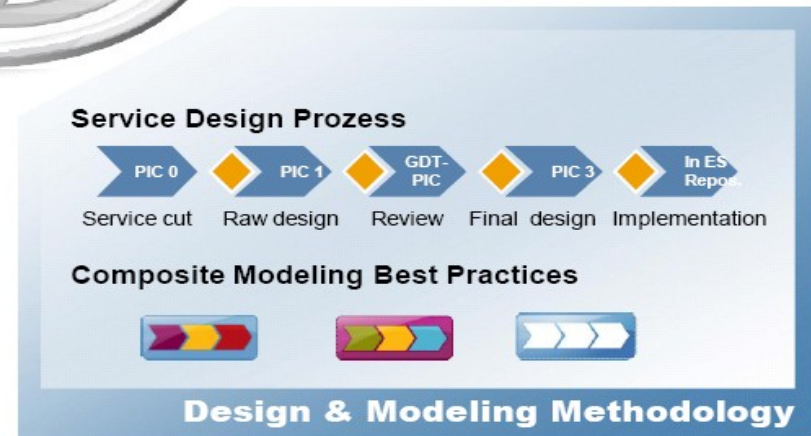 Service Design Prozess
PIC 0 PIC 1 GDT-PIC PIC 3 In ES Repos.
Service cut Raw design Review Final design Implementation
Composite Modeling Best Practices
Design & Modeling Methodology